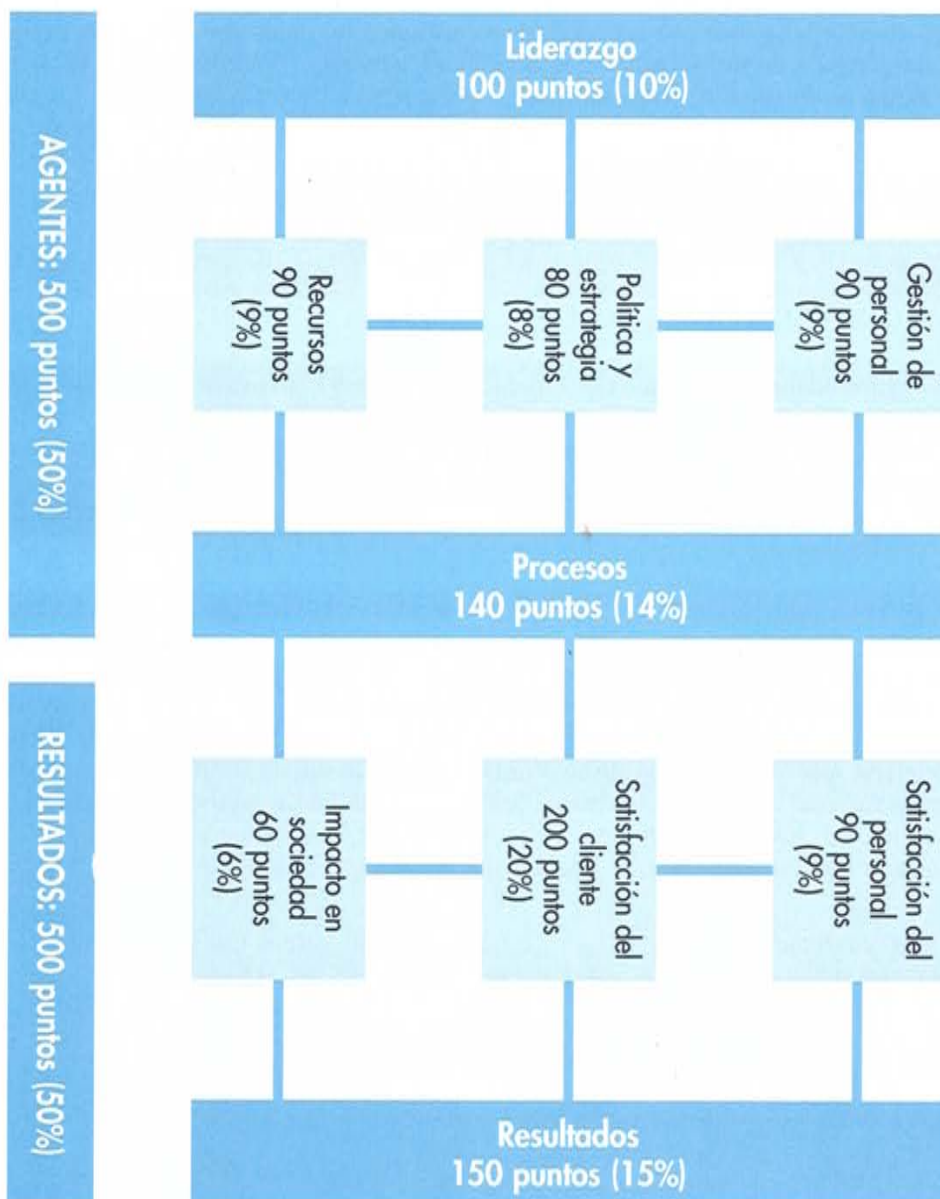 Liderazgo
100 puntos (10%)
Gestión de
personal
90 puntos
(9%)
Política y
estrategia
80 puntos
(8%)
Recursos
90 puntos
(9%)
Procesos
140 puntos (14%)
Satisfacción del
personal
90 puntos
(9%)
Satisfacción del
cliente
200 puntos
(20%)
Impacto en
sociedad
60 puntos
(6%)
Resultados
150 puntos (15%)
AGENTES: 500 puntos (50%)
RESULTADOS: 500 puntos (50%)